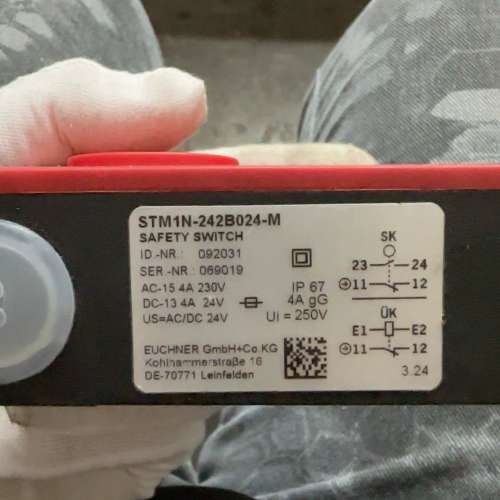 STM1N-242B024-M
SAFETY SWITCH
ID.-NR.: 092031
SER.-NR.: 069019
AC-15 4A 230V IP 67
DC-13 4A 24V 4A gG
US=AC/DC 24V Ui = 250V
EUCHNER GmbH+Co.KG
Kohlhammerstraße 16
DE-70771 Leinfelden
SK
23 24
11 12
ÜK
E1 E2
11 12
3.24